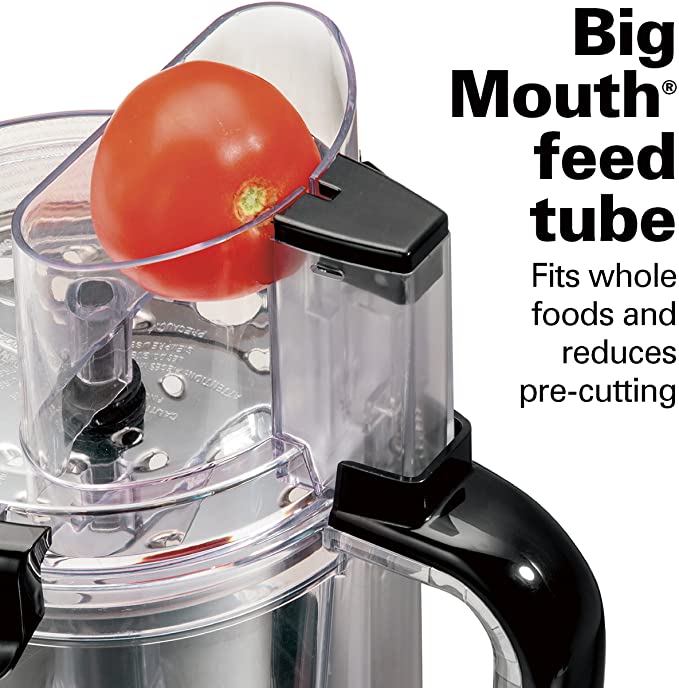 Big
Mouth®
feed
tube
Fits whole
foods and
reduces
pre-cutting